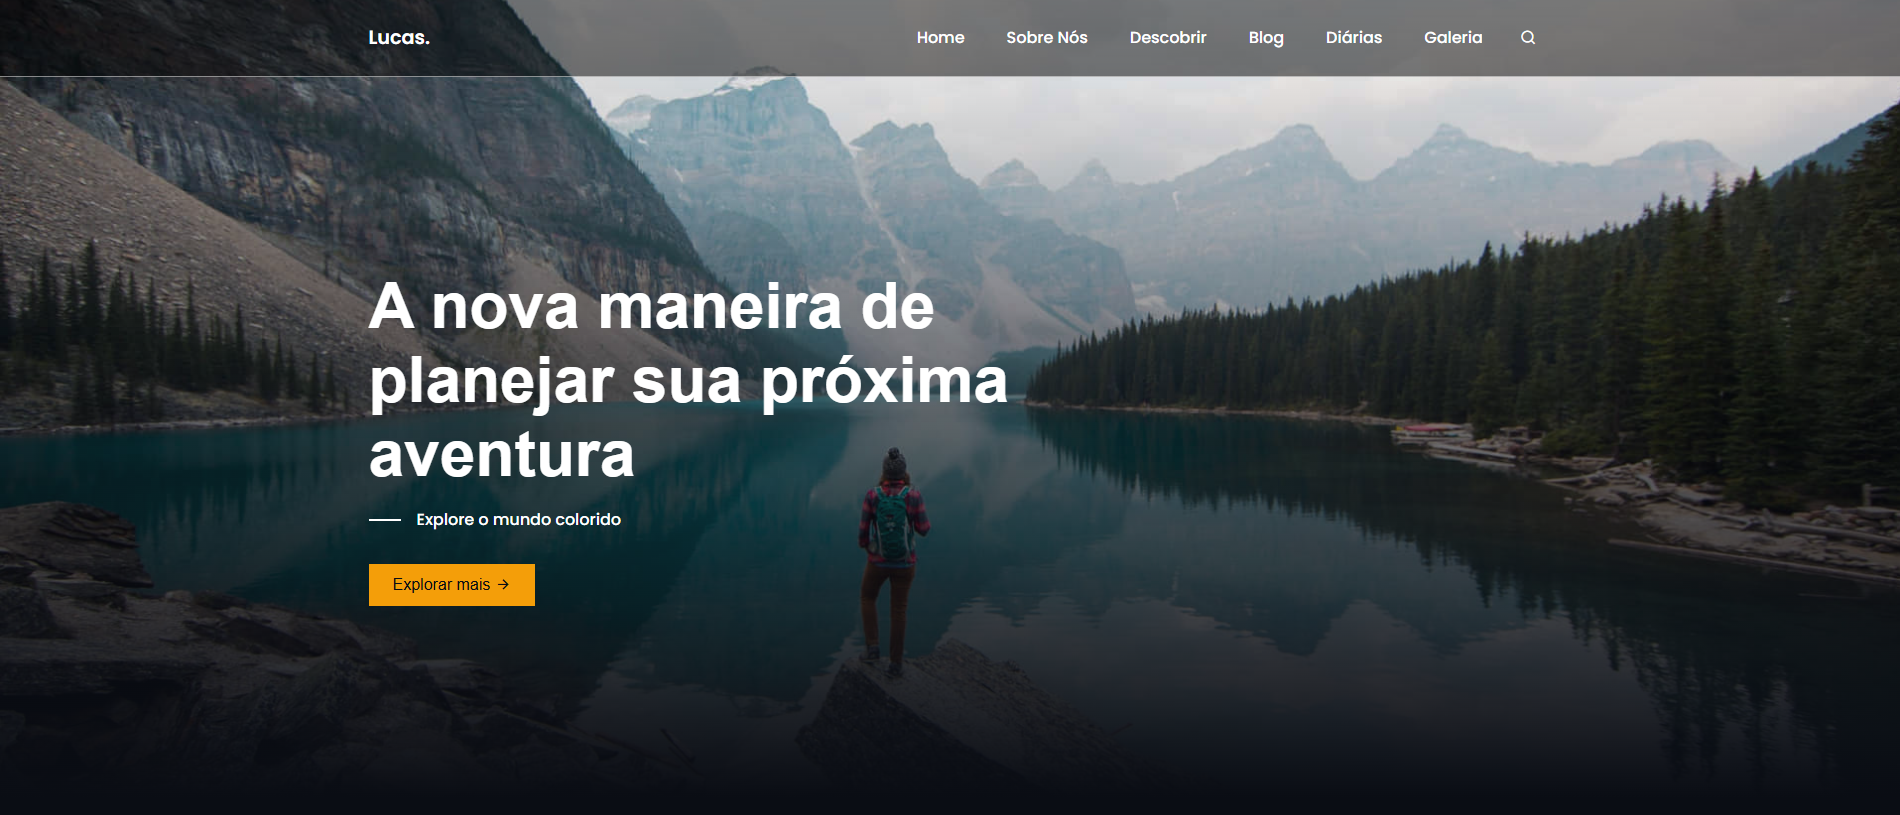 Lucas.
Home Sobre Nós Descobrir Blog Diárias Galeria
A nova maneira de
planejar sua próxima
aventura
Explore o mundo colorido
Explorar mais →